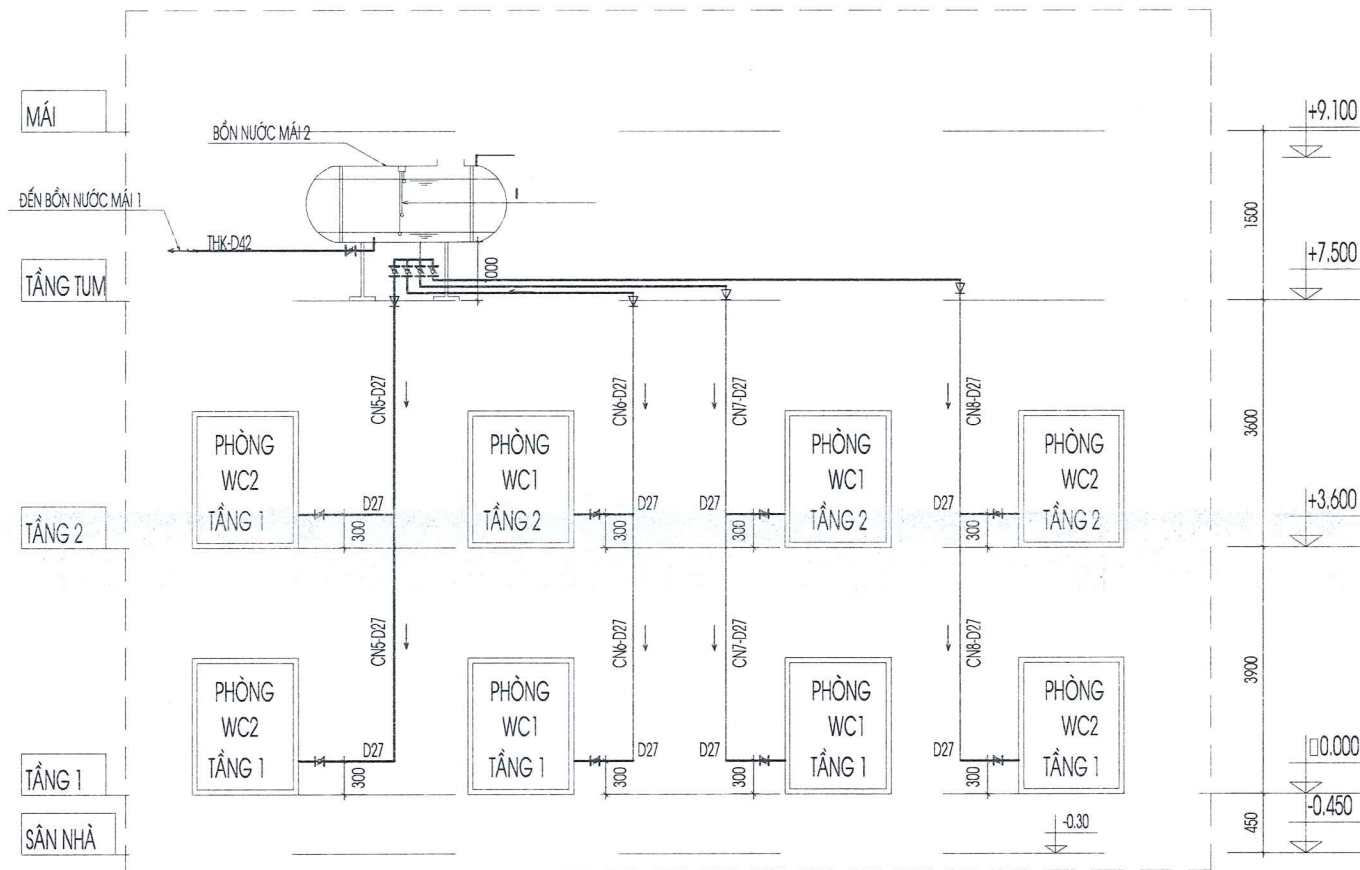 MÁI
+9.100
BỒN NƯỚC MÁI 2
ĐẾN BỒN NƯỚC MÁI 1
THK-D42
1500
TẦNG TUM
000
+7.500
CN5-D27
CN6-D27
CN7-D27
CN8-D27
3600
PHÒNG
WC2
TẦNG 1
PHÒNG
WC1
TẦNG 2
PHÒNG
WC1
TẦNG 2
PHÒNG
WC2
TẦNG 2
D27
D27
D27
D27
300
300
300
300
TẦNG 2
+3.600
CN5-D27
CN6-D27
CN7-D27
CN8-D27
3900
PHÒNG
WC2
TẦNG 1
PHÒNG
WC1
TẦNG 1
PHÒNG
WC1
TẦNG 1
PHÒNG
WC2
TẦNG 1
D27
D27
D27
D27
300
300
300
300
TẦNG 1
0.000
SÂN NHÀ
-0.30
450
-0.450